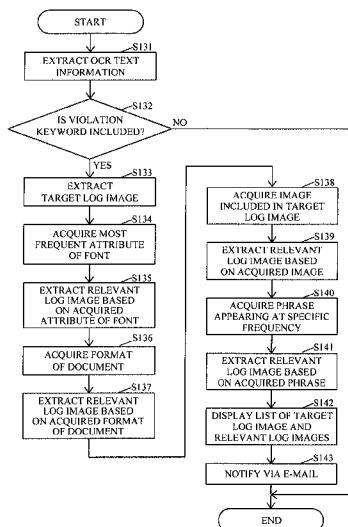 START
S131
EXTRACT OCR TEXT
INFORMATION
S132
IS VIOLATION
KEYWORD INCLUDED?
NO
YES
S133
EXTRACT
TARGET LOG IMAGE
S134
ACQUIRE MOST
FREQUENT ATTRIBUTE
OF FONT
S135
EXTRACT RELEVANT
LOG IMAGE BASED
ON ACQUIRED
ATTRIBUTE OF FONT
S136
ACQUIRE FORMAT
OF DOCUMENT
S137
EXTRACT RELEVANT
LOG IMAGE BASED
ON ACQUIRED FORMAT
OF DOCUMENT
S138
ACQUIRE IMAGE
INCLUDED IN TARGET
LOG IMAGE
S139
EXTRACT RELEVANT
LOG IMAGE BASED
ON ACQUIRED IMAGE
S140
ACQUIRE PHRASE
APPEARING AT SPECIFIC
FREQUENCY
S141
EXTRACT RELEVANT
LOG IMAGE BASED
ON ACQUIRED PHRASE
S142
DISPLAY LIST OF TARGET
LOG IMAGE AND
RELEVANT LOG IMAGES
S143
NOTIFY VIA E-MAIL
END